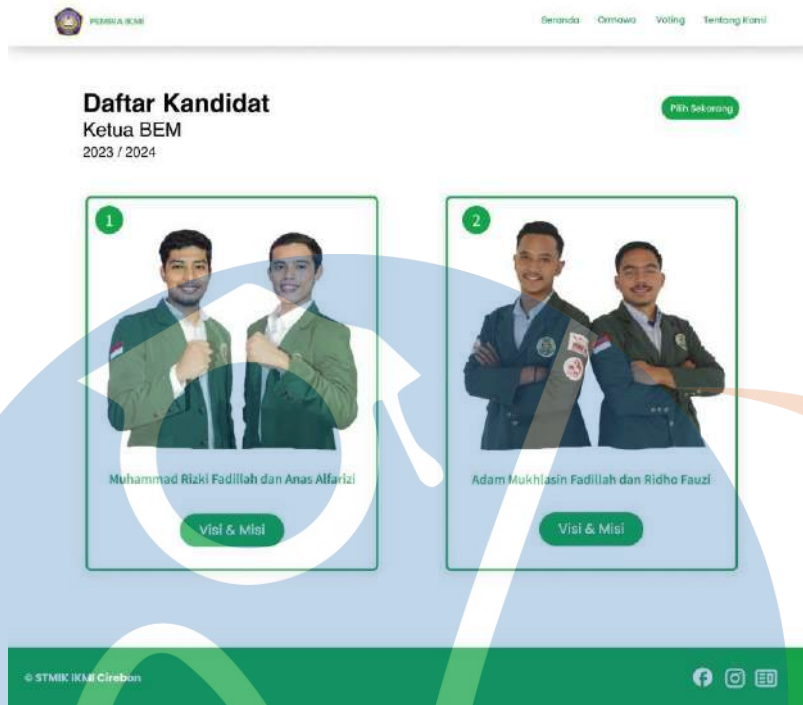 PEMIRA IKMI
Beranda Ormawa Voting Tentang Kami
Daftar Kandidat
Ketua BEM
2023 / 2024
Pilih Sekarang
1
2
Muhammad Rizki Fadillah dan Anas Alfarizi
Adam Mukhlasin Fadillah dan Ridho Fauzi
Visi & Misi
Visi & Misi
© STMIK IKMI Cirebon